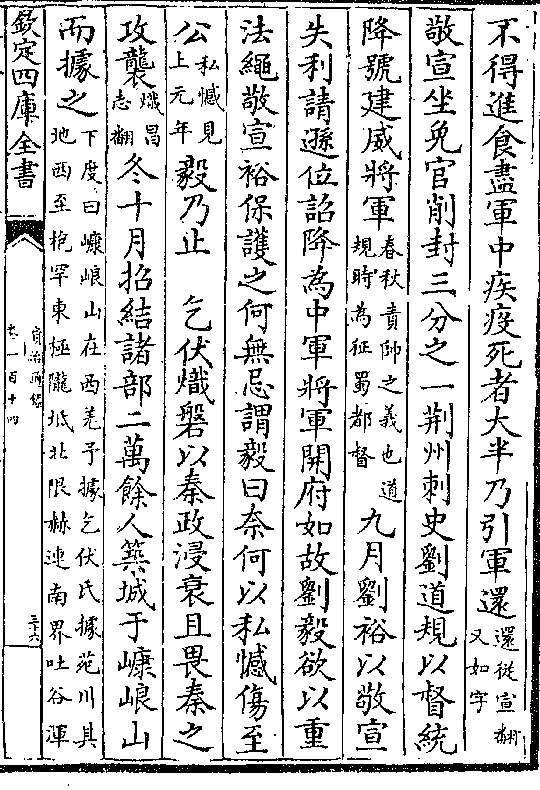 不得進食盡軍中疾疫死者大半乃引軍還還從宣翻又如字
敬宣坐免官削封三分之一荆州刺史劉道規以督統
降號建威將軍春秋責帥之義也道規時為征蜀都督九月劉裕以敬宣
失利請遜位詔降為中軍將軍開府如故劉毅欲以重
法繩敬宣裕保護之何無忌謂毅曰奈何以私憾傷至
公私憾見上元年毅乃止　乞伏熾磐以秦政浸衰且畏秦之
攻襲熾昌志翻冬十月招結諸部二萬餘人築城于嵻㟍山
而據之下度曰嵻㟍山在西羌予據乞伏氏據苑川其地西至枹罕東極隴坻北限赫連南界吐谷渾
欽定四庫全書
資治通鑑
卷一百十四
三十六